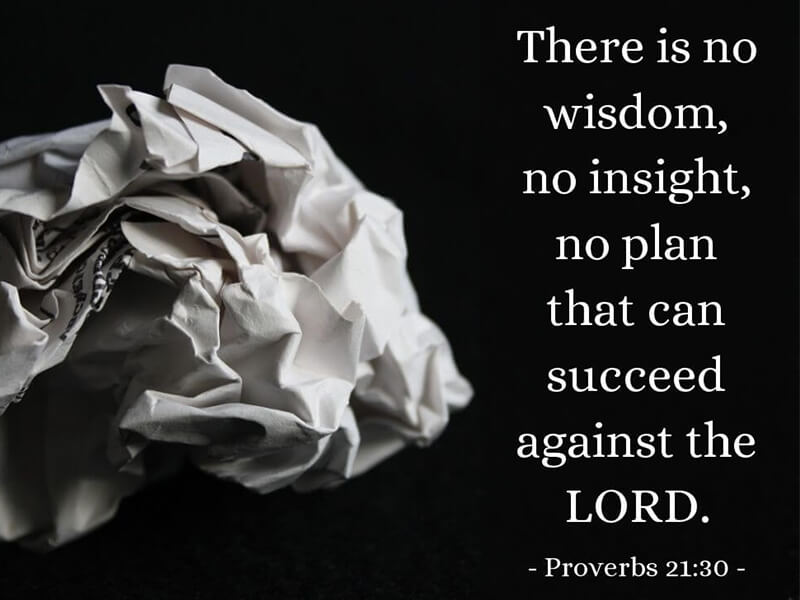 There is no
wisdom,
no insight,
no plan
that can
succeed
against the
LORD.
- Proverbs 21:30 -